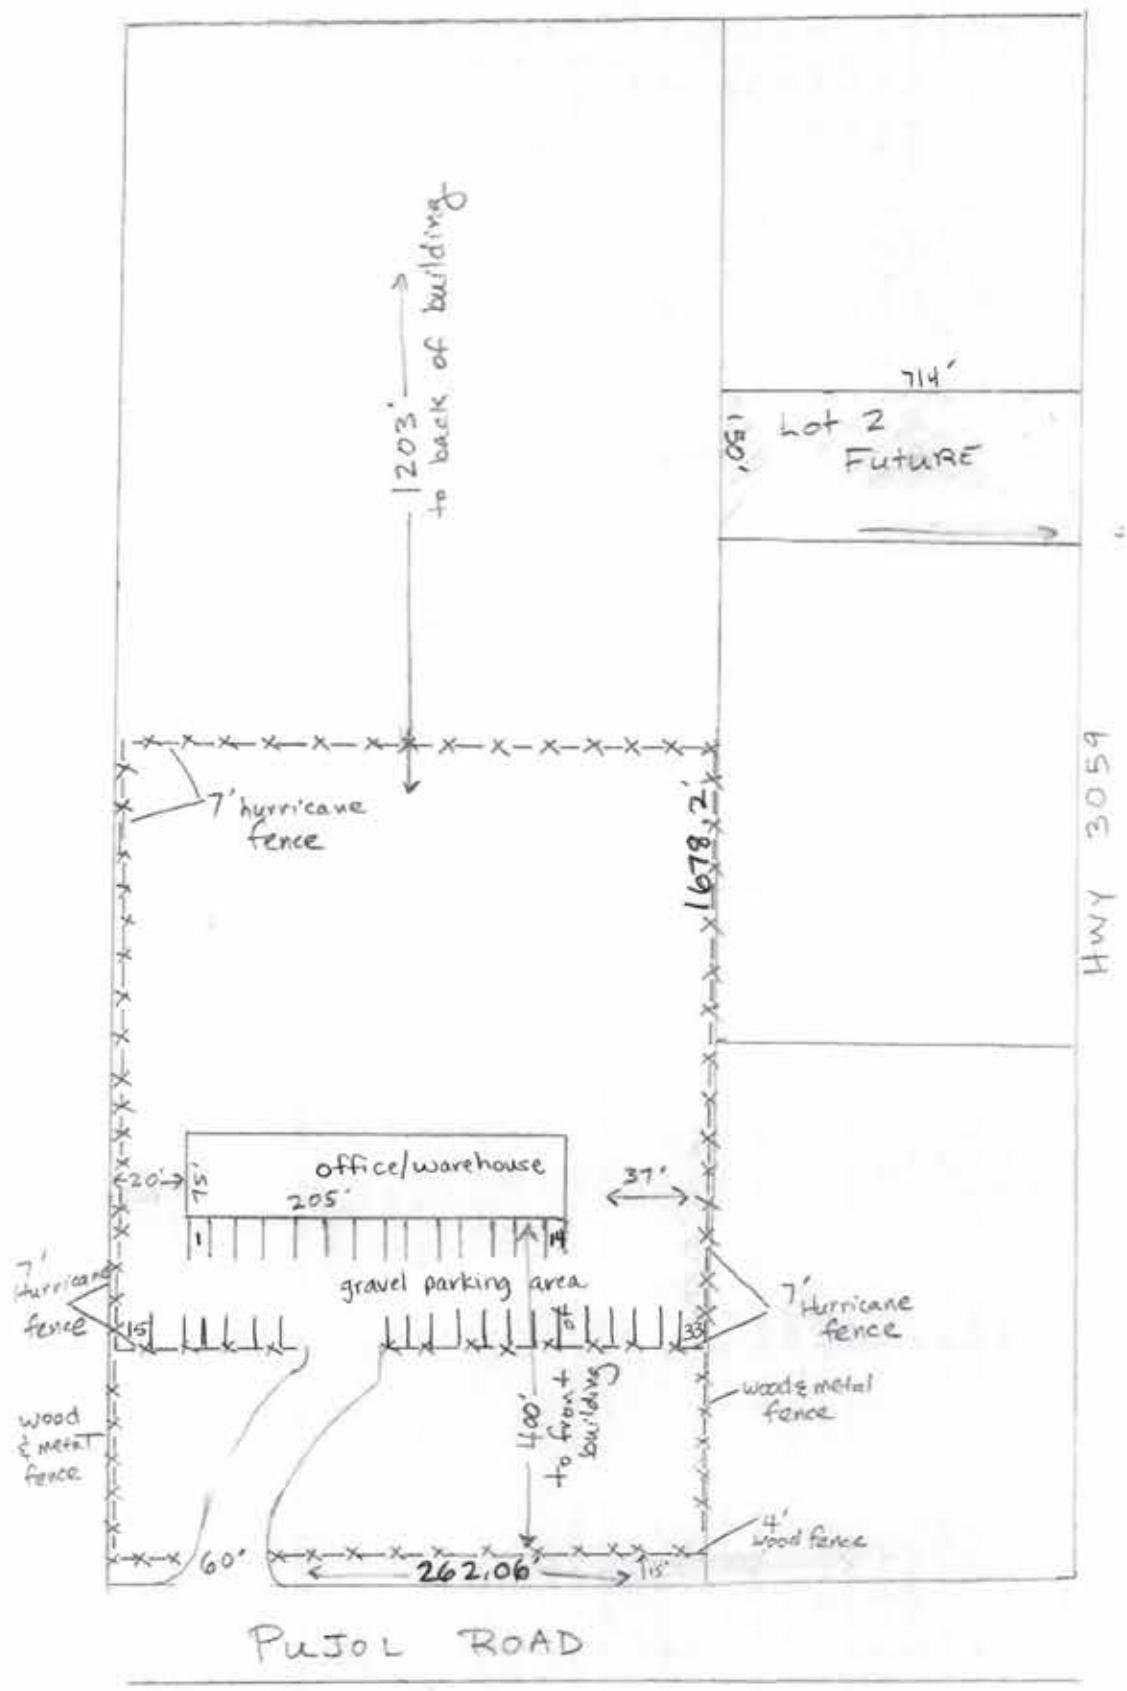 1203'
to back of building
714'
150'
Lot 2
FUTURE
HWY 3059
7' hurricane
fence
1678.2'
office/warehouse
20'
75'
205'
37'
1
14
gravel parking area
7'
Hurricane
fence
15
33
7'
Hurricane
fence
400'
to front of
building
wood & metal
fence
wood
& metal
fence
4'
wood fence
60'
262.06'
15'
PUJOL ROAD